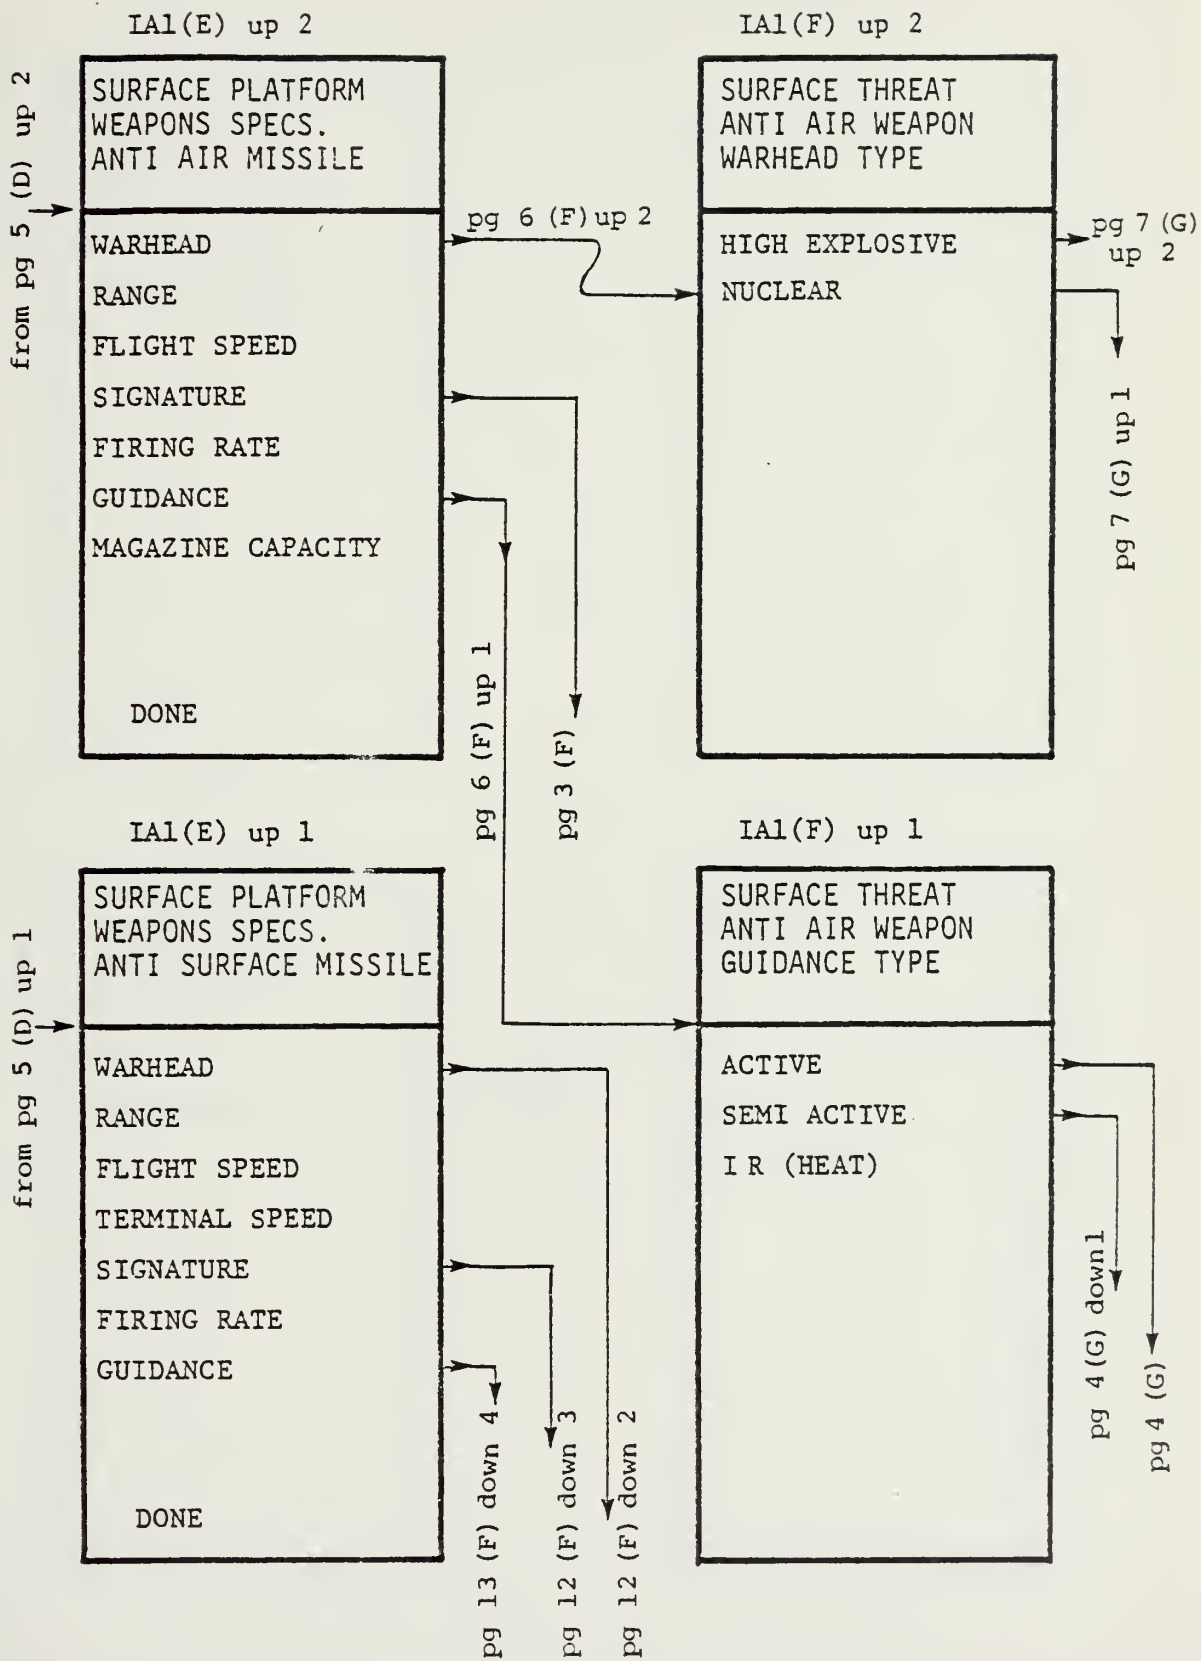 IA1(E) up 2
from pg 5 (D) up 2
SURFACE PLATFORM
WEAPONS SPECS.
ANTI AIR MISSILE
WARHEAD
RANGE
FLIGHT SPEED
SIGNATURE
FIRING RATE
GUIDANCE
MAGAZINE CAPACITY
DONE
pg 6 (F) up 2
pg 6 (F) up 1
pg 3 (F)
IA1(F) up 2
SURFACE THREAT
ANTI AIR WEAPON
WARHEAD TYPE
HIGH EXPLOSIVE
NUCLEAR
pg 7 (G)
up 2
pg 7 (G) up 1
IA1(E) up 1
from pg 5 (D) up 1
SURFACE PLATFORM
WEAPONS SPECS.
ANTI SURFACE MISSILE
WARHEAD
RANGE
FLIGHT SPEED
TERMINAL SPEED
SIGNATURE
FIRING RATE
GUIDANCE
DONE
pg 13 (F) down 4
pg 12 (F) down 3
pg 12 (F) down 2
IA1(F) up 1
SURFACE THREAT
ANTI AIR WEAPON
GUIDANCE TYPE
ACTIVE
SEMI ACTIVE
I R (HEAT)
pg 4 (G) down 1
pg 4 (G)